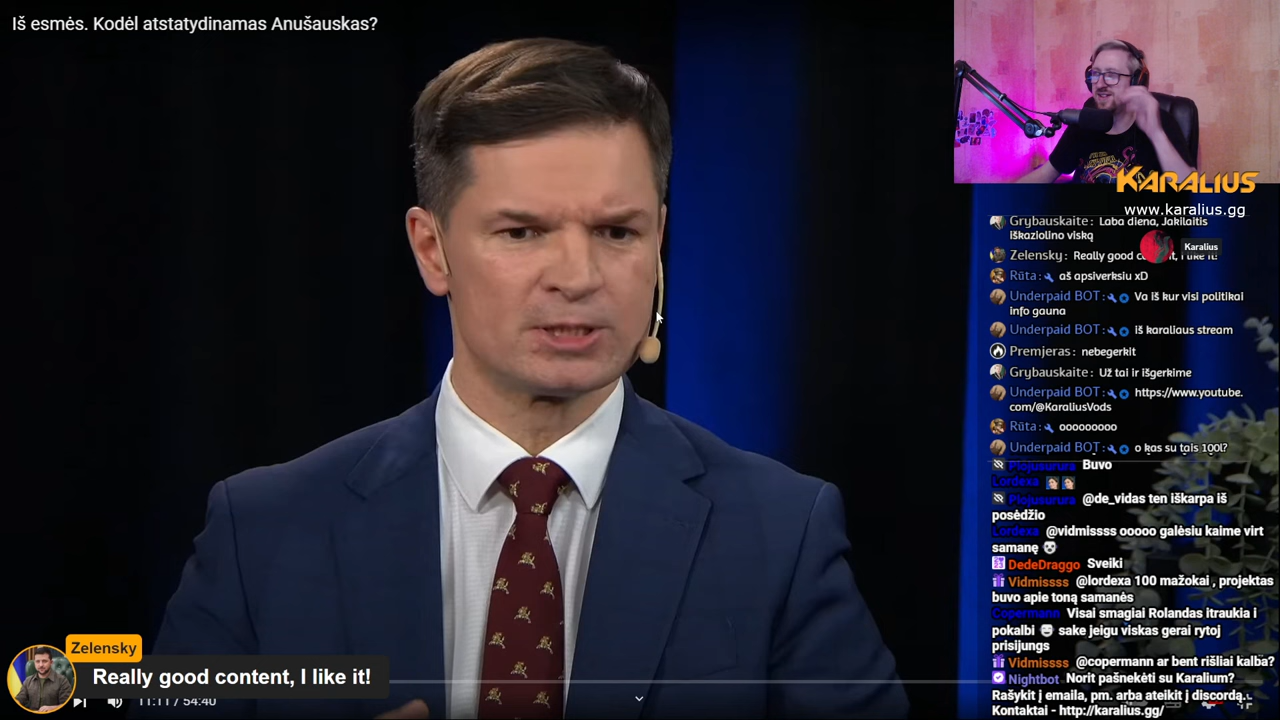 Iš esmės. Kodėl atstatydinamas Anušauskas?
KARALIUS
www.karalius.gg
Grybauskaite: Laba diena, Jakilaitis
iškaziolino viską
Karalius
Zelensky: Really good I like it!
Rūta: aš apsiverksiu xD
Underpaid BOT: Va iš kur visi politikai
info gauna
Underpaid BOT: iš karaliaus stream
Premjeras: nebegerkit
Grybauskaite: Už tai ir išgerkime
Underpaid BOT: https://www.youtube.
com/@KaraliusVods
Rūta: ooooooooo
Underpaid BOT: o kas su tais 100l?
Plojusurura Buvo
Lordexa
Plojusurura @de_vidas ten iškarpa iš
posėdžio
Lordexa @vidmissss ooooo galėsiu kaime virt
samanę
DedeDraggo Sveiki
Vidmissss @lordexa 100 mažokai , projektas
buvo apie toną samanės
Copermann Visai smagiai Rolandas itraukia i
pokalbi sake jeigu viskas gerai rytoj
prisijungs
Vidmissss @copermann ar bent rišliai kalba?
Nightbot Norit pašnekėti su Karalium?
Rašykit į emaila, pm. arba ateikit į discordą..
Kontaktai - http://karalius.gg/
Zelensky
Really good content, I like it!
11:11 / 54:40